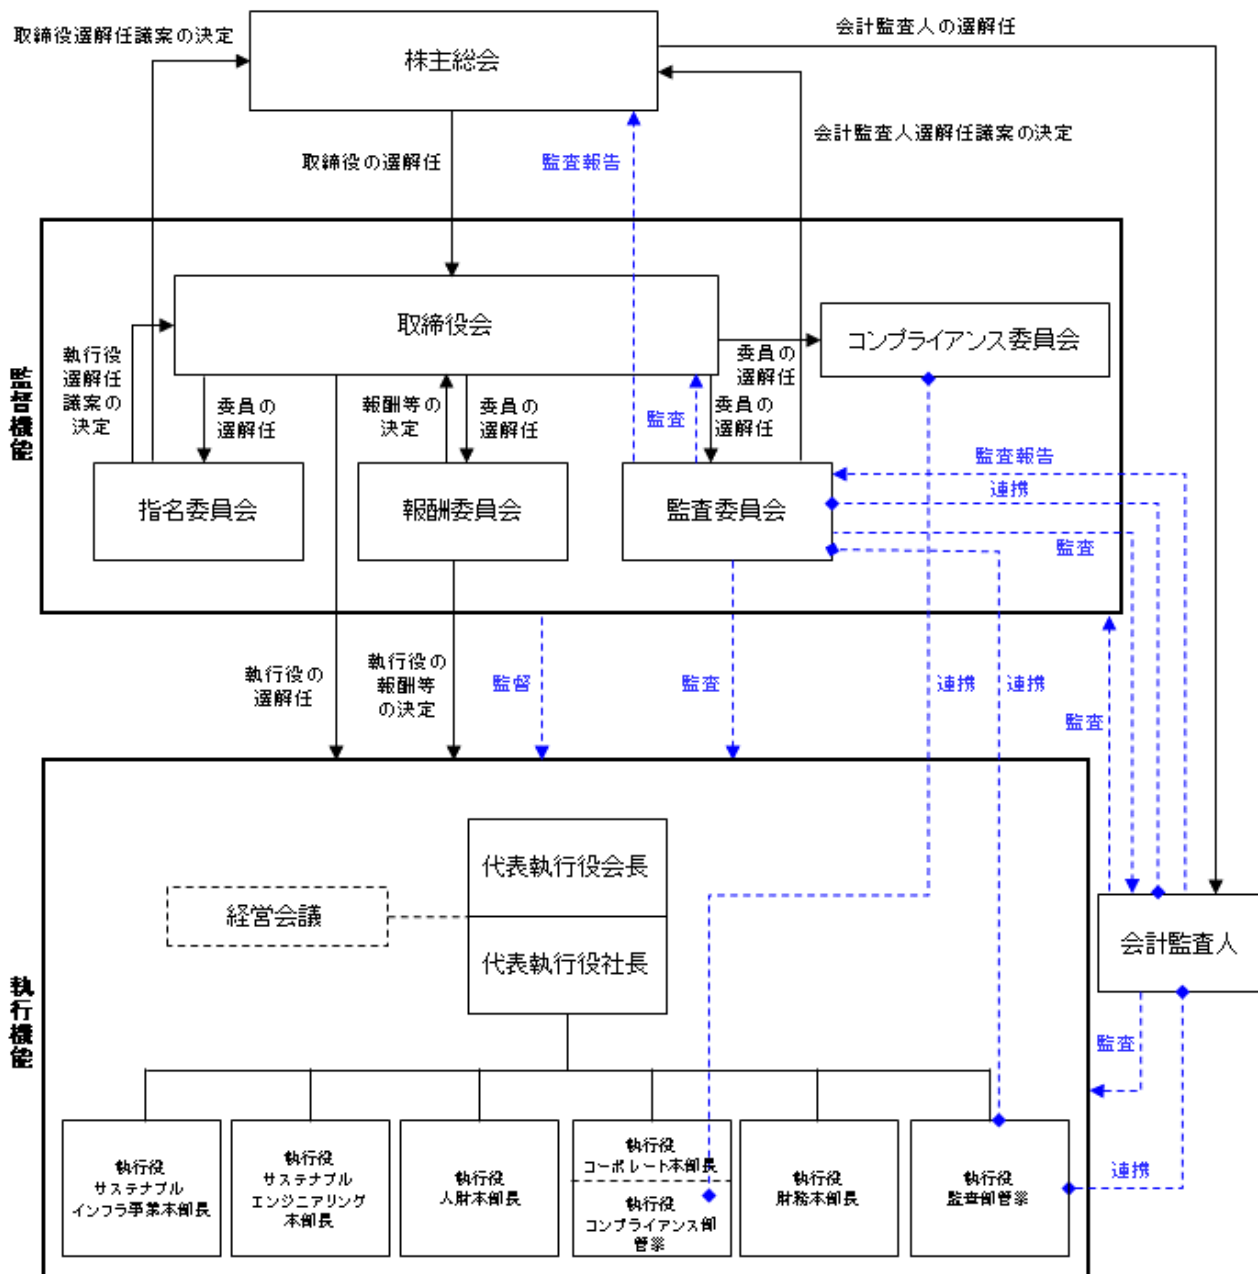 取締役選解任議案の決定
会計監査人の選解任
株主総会
会計監査人選解任議案の決定
取締役の選解任
監査報告
監督機能
取締役会
コンプライアンス委員会
執行役
選解任
議案の
決定
委員の
選解任
報酬等の
決定
委員の
選解任
監査
委員の
選解任
委員の
選解任
指名委員会
報酬委員会
監査委員会
監査報告
連携
監査
執行役の
選解任
執行役の
報酬等
の決定
監督
監査
連携
連携
監査
執行機能
代表執行役会長
経営会議
代表執行役社長
会計監査人
監査
連携
執行役
サステナブル
インフラ事業本部長
執行役
サステナブル
エンジニアリング
本部長
執行役
人財本部長
執行役
コーポレート本部長
執行役
コンプライアンス部
管掌
執行役
財務本部長
執行役
監査部管掌